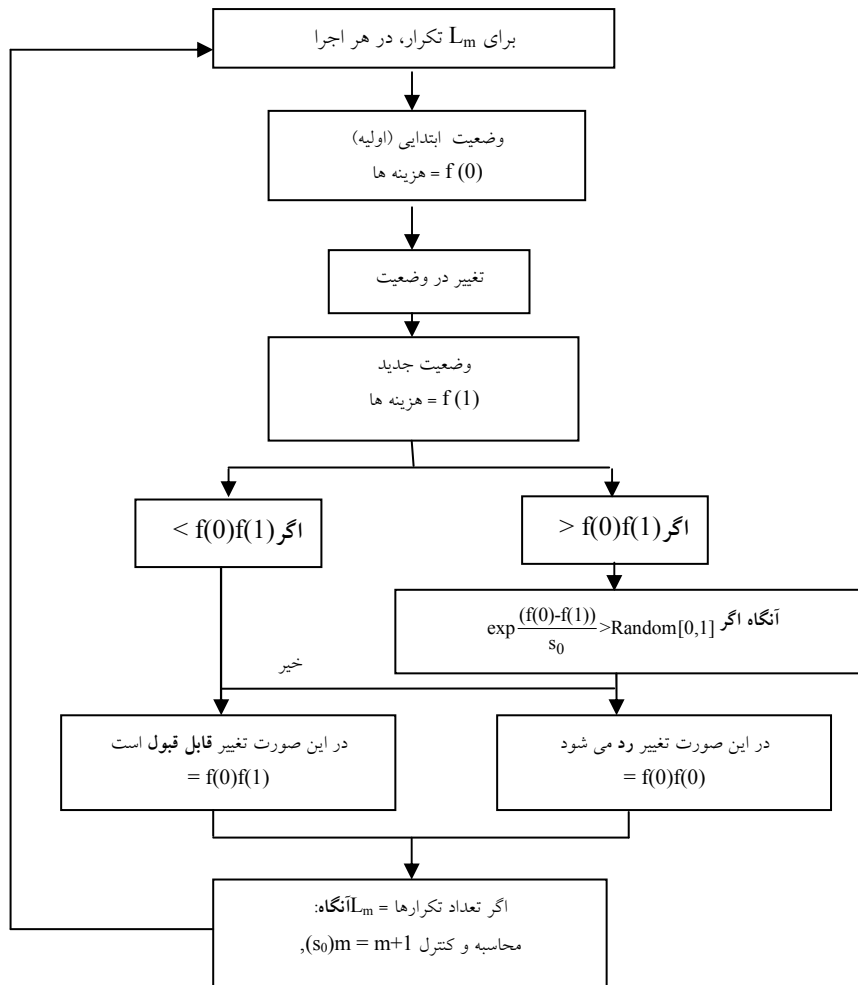 برای Lm تکرار، در هر اجرا
وضعیت ابتدایی (اولیه)
f (0) = هزینه ها
تغییر در وضعیت
وضعیت جدید
f (1) = هزینه ها
اگر f(0)f(1) >
اگر f(0)f(1) <
آنگاه اگر exp (f(0)-f(1))/s0 >Random[0,1]
خیر
در این صورت تغییر قابل قبول است
= f(0)f(1)
در این صورت تغییر رد می شود
= f(0)f(0)
اگر تعداد تکرارها = Lm آنگاه:
محاسبه و کنترل m = m+1(s0),